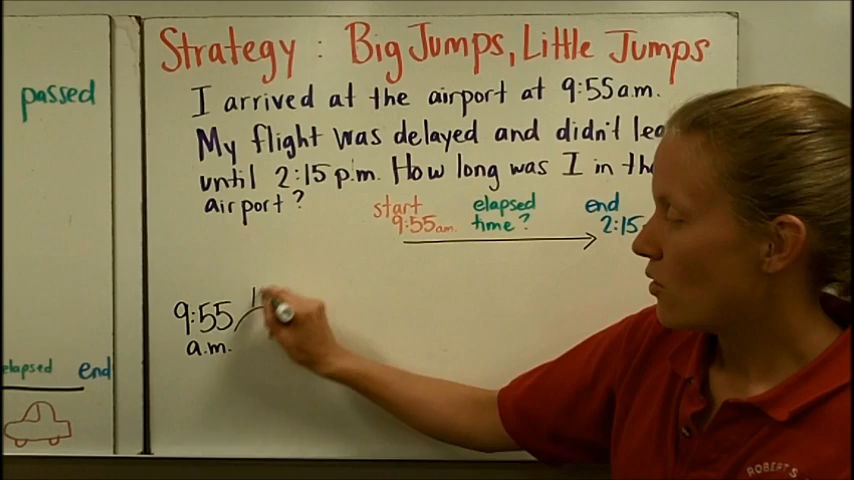 Strategy : Big Jumps, Little Jumps
passed
I arrived at the airport at 9:55 a.m.
My flight was delayed and didn't
until 2:15 p.m. How long was I in
airport?
start elapsed end
9:55 a.m. time? 2:15
9:55
a.m.
elapsed end
ROBERTS